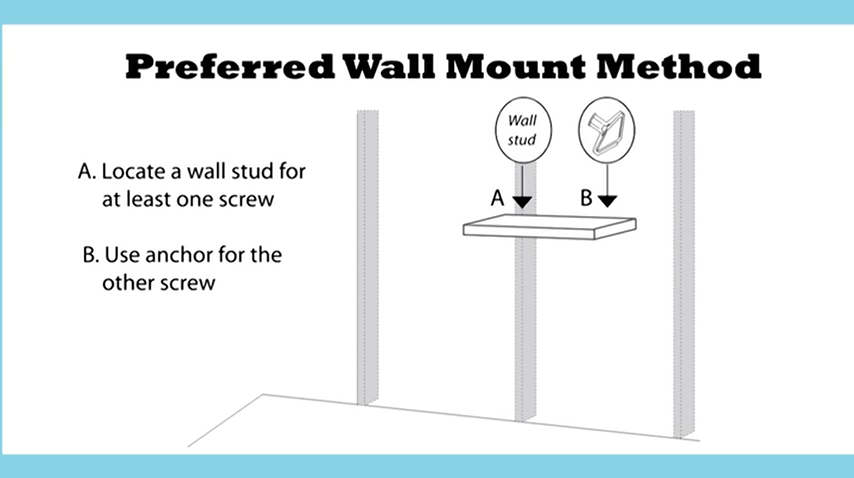 Preferred Wall Mount Method
Wall
stud
A. Locate a wall stud for
at least one screw
A
B
B. Use anchor for the
other screw